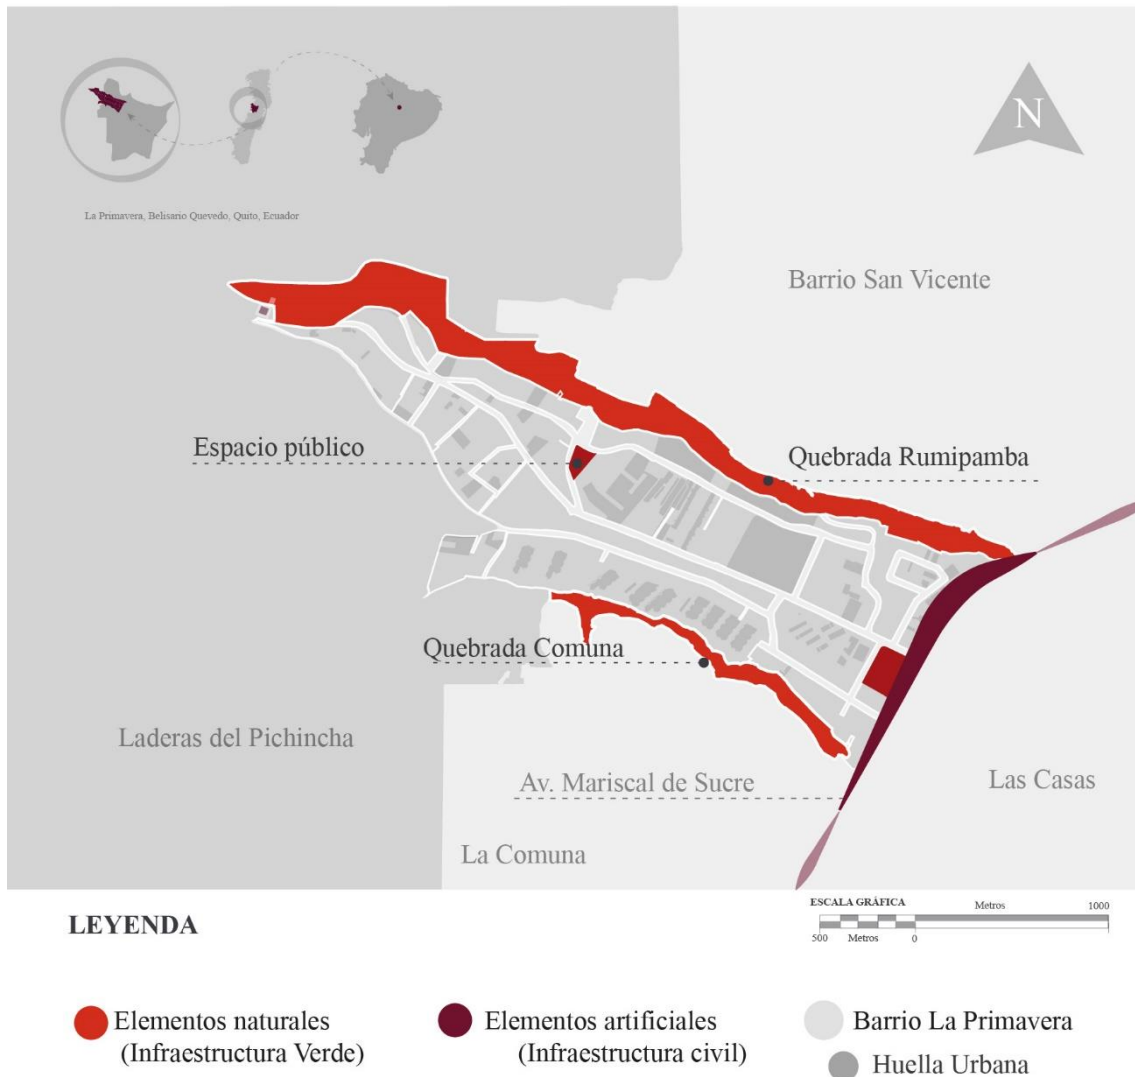 N
La Primavera, Belisario Quevedo, Quito, Ecuador
Barrio San Vicente
Espacio público
Quebrada Rumipamba
Quebrada Comuna
Laderas del Pichincha
Av. Mariscal de Sucre
Las Casas
La Comuna
LEYENDA
ESCALA GRÁFICA
Metros
1000
500
Metros
0
Elementos naturales
(Infraestructura Verde)
Elementos artificiales
(Infraestructura civil)
Barrio La Primavera
Huella Urbana